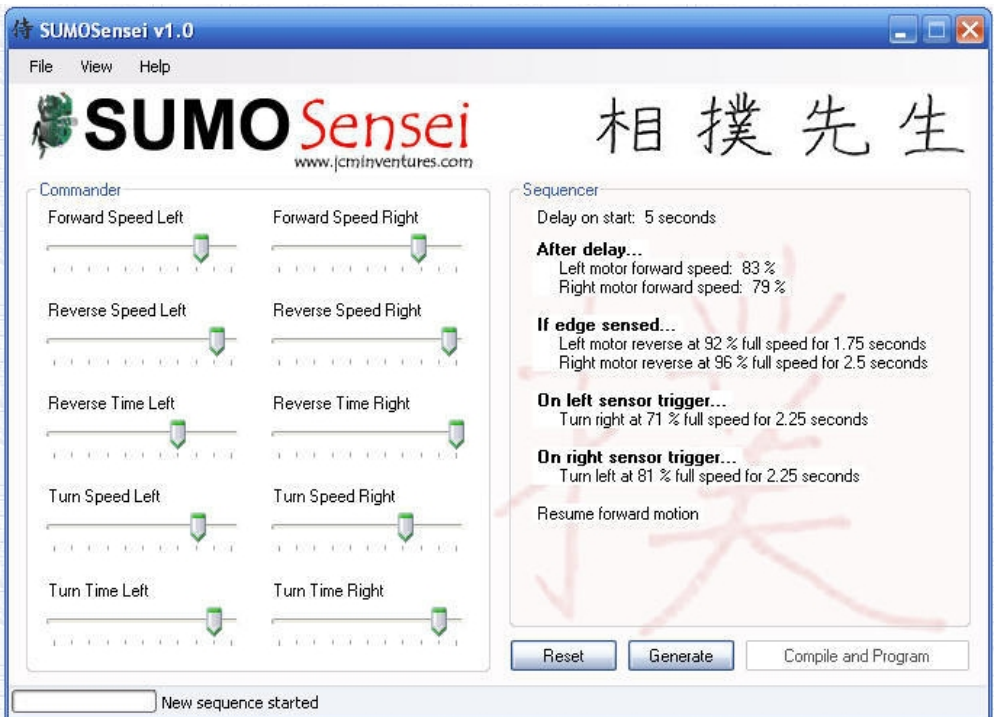 侍 SUMOSensei v1.0
File View Help
SUMO Sensei
www.jcminventures.com
相撲先生
Commander
Forward Speed Left Forward Speed Right
Reverse Speed Left Reverse Speed Right
Reverse Time Left Reverse Time Right
Turn Speed Left Turn Speed Right
Turn Time Left Turn Time Right
Sequencer
Delay on start: 5 seconds
After delay...
Left motor forward speed: 83 %
Right motor forward speed: 79 %
If edge sensed...
Left motor reverse at 92 % full speed for 1.75 seconds
Right motor reverse at 96 % full speed for 2.5 seconds
On left sensor trigger...
Turn right at 71 % full speed for 2.25 seconds
On right sensor trigger...
Turn left at 81 % full speed for 2.25 seconds
Resume forward motion
撲
Reset Generate Compile and Program
New sequence started